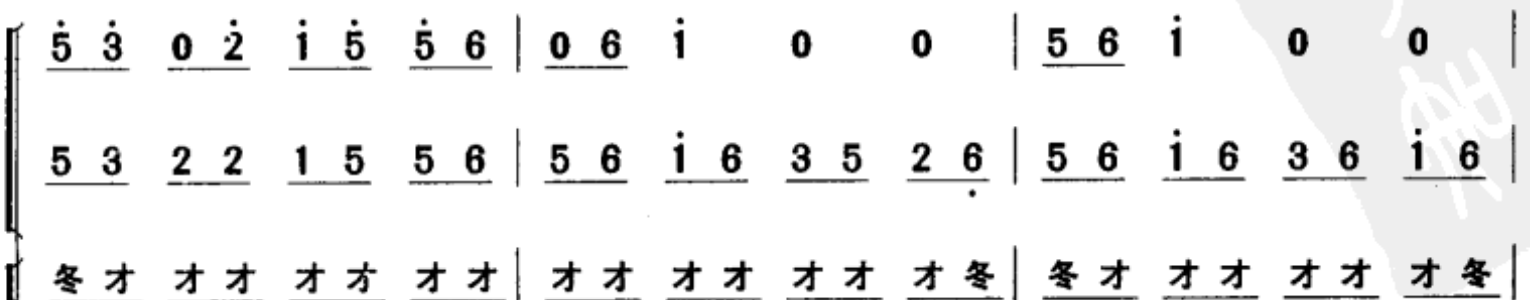 5̇ 3̇ 0 2̇ 1̇ 5̇ 5̇ 6 | 0 6 1̇ 0 0 | 5 6 1̇ 0 0 |
5 3 2 2 1 5 5 6 | 5 6 1̇ 6 3 5 2 6̣ | 5 6 1̇ 6 3 6 1̇ 6 |
冬 才 才 才 才 才 才 才 | 才 才 才 才 才 才 才 冬 | 冬 才 才 才 才 才 才 冬